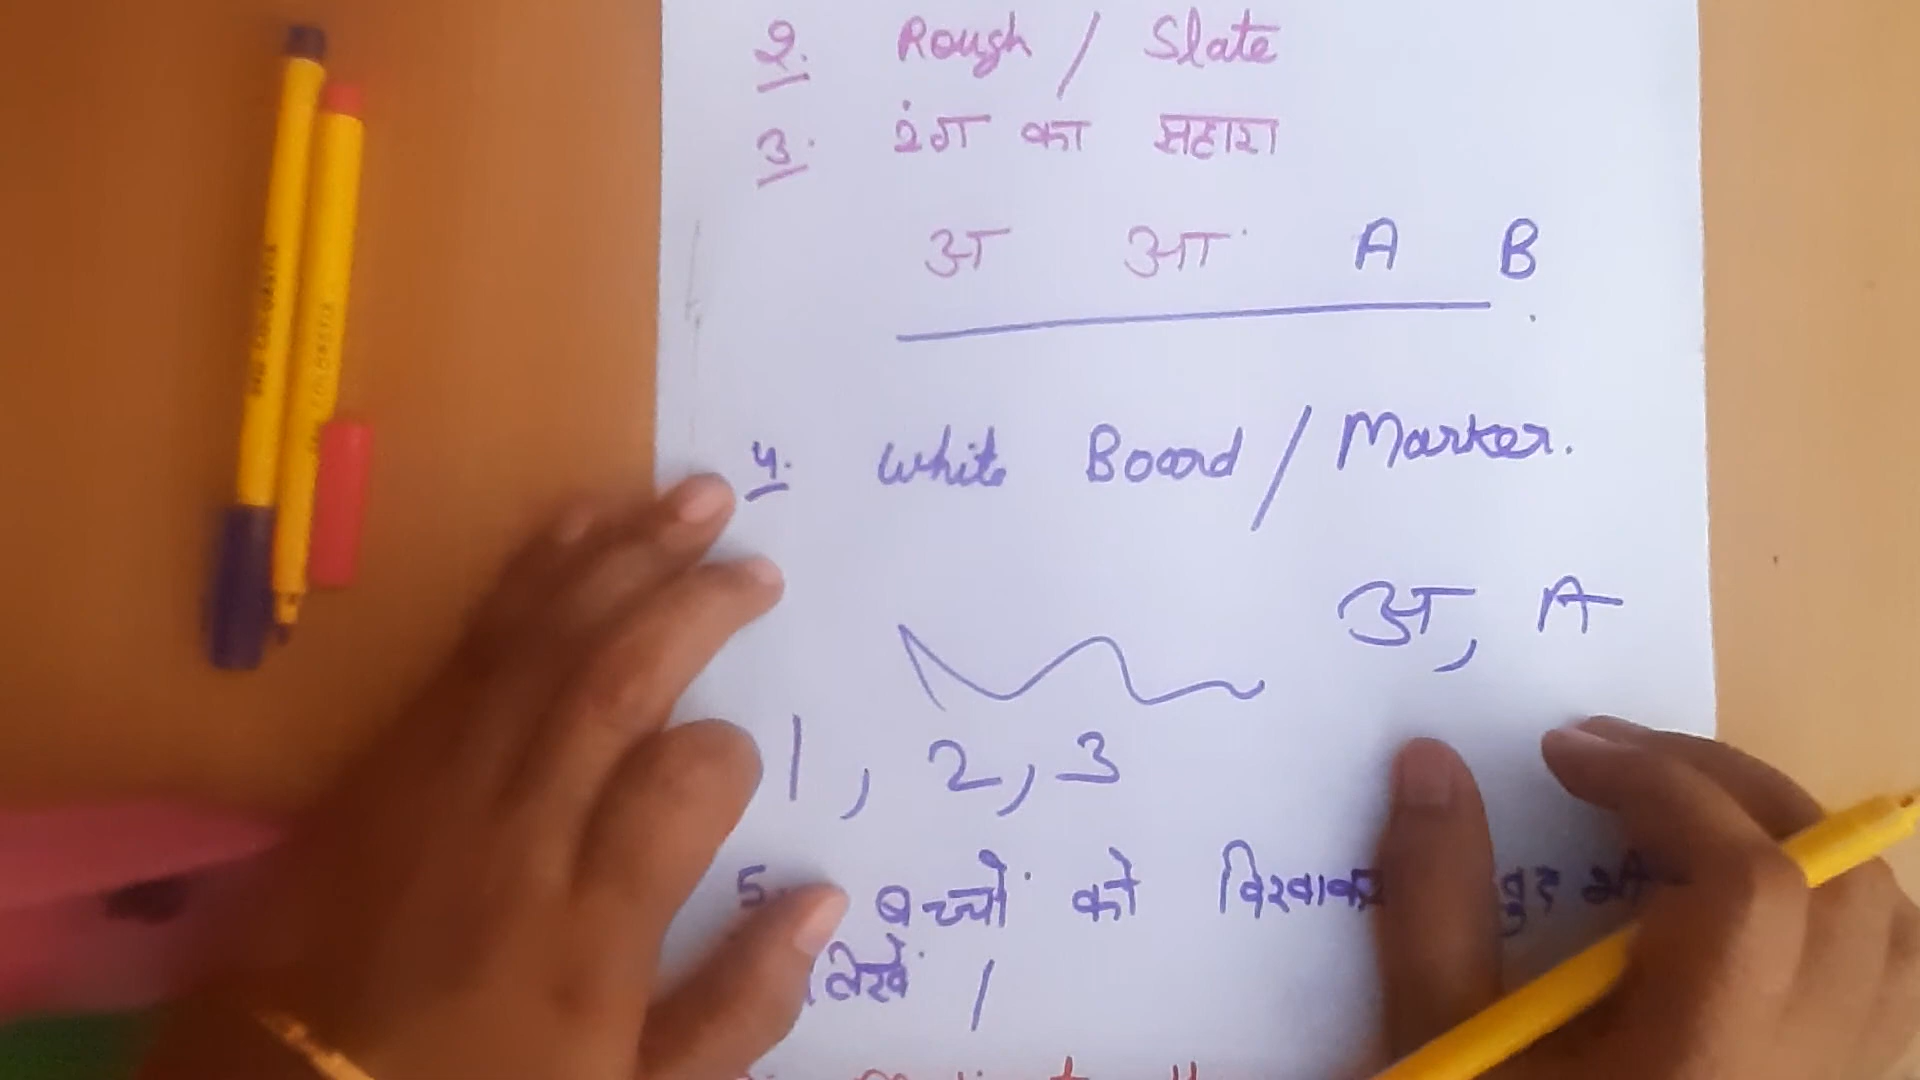 2. Rough / Slate
3. रंग का सहारा
अ आ A B
4. White Board / Marker.
अ, A
1, 2, 3
5. बच्चों को दिखाकर खुद भी
लिखें |